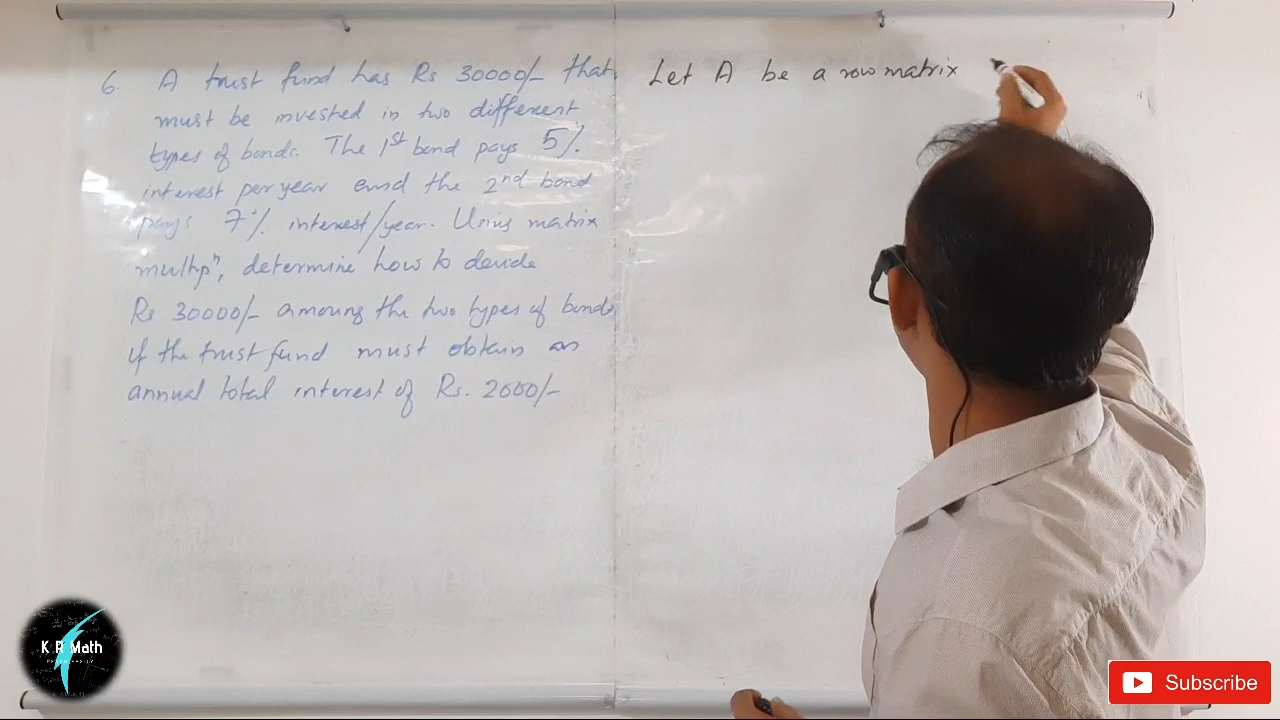 6. A trust fund has Rs 30000/- that
must be invested in two different
types of bonds. The 1st bond pays 5%
interest per year and the 2nd bond
pays 7% interest/year. Using matrix
multipn, determine how to devide
Rs 30000/- amoung the two types of bonds
if the trust fund must obtain an
annual total interest of Rs. 2000/-
Let A be a row matrix
K R Math
Subscribe